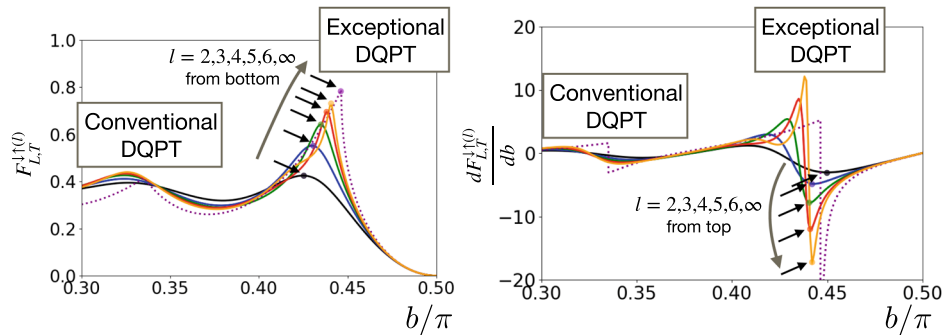 1.0
0.8
0.6
0.4
0.2
0.0
0.30
0.35
0.40
0.45
0.50
b/π
F_{L,T}^{↓↑(l)}
l = 2,3,4,5,6,∞
from bottom
Exceptional
DQPT
Conventional
DQPT
dF_{L,T}^{↓↑(l)}
db
20
10
0
−10
−20
0.30
0.35
0.40
0.45
0.50
b/π
Conventional
DQPT
Exceptional
DQPT
l = 2,3,4,5,6,∞
from top